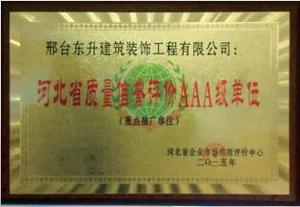 邢台东升建筑装饰工程有限公司：
河北省质量信誉评价AAA级单位
（重点推广单位）
河北省企业市场信用评价中心
二〇一五年